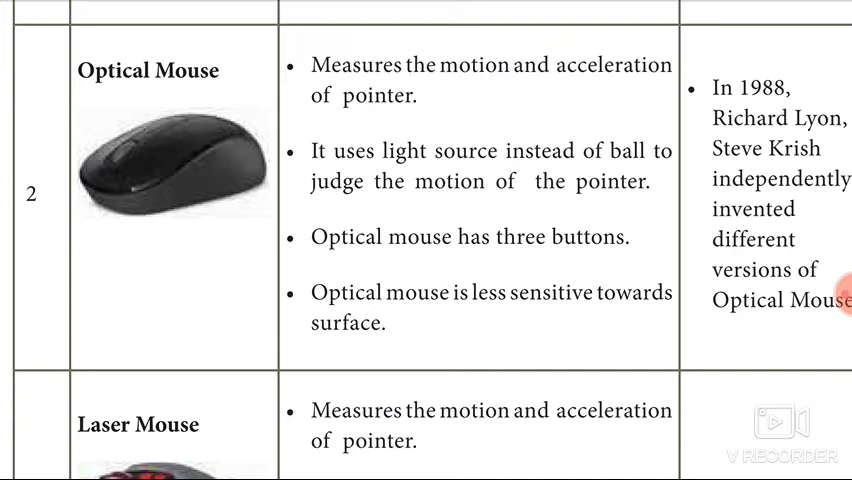 2
Optical Mouse
• Measures the motion and acceleration
of pointer.
• It uses light source instead of ball to
judge the motion of the pointer.
• Optical mouse has three buttons.
• Optical mouse is less sensitive towards
surface.
• In 1988,
Richard Lyon,
Steve Krish
independently
invented
different
versions of
Optical Mouse
Laser Mouse
• Measures the motion and acceleration
of pointer.
V RECORDER